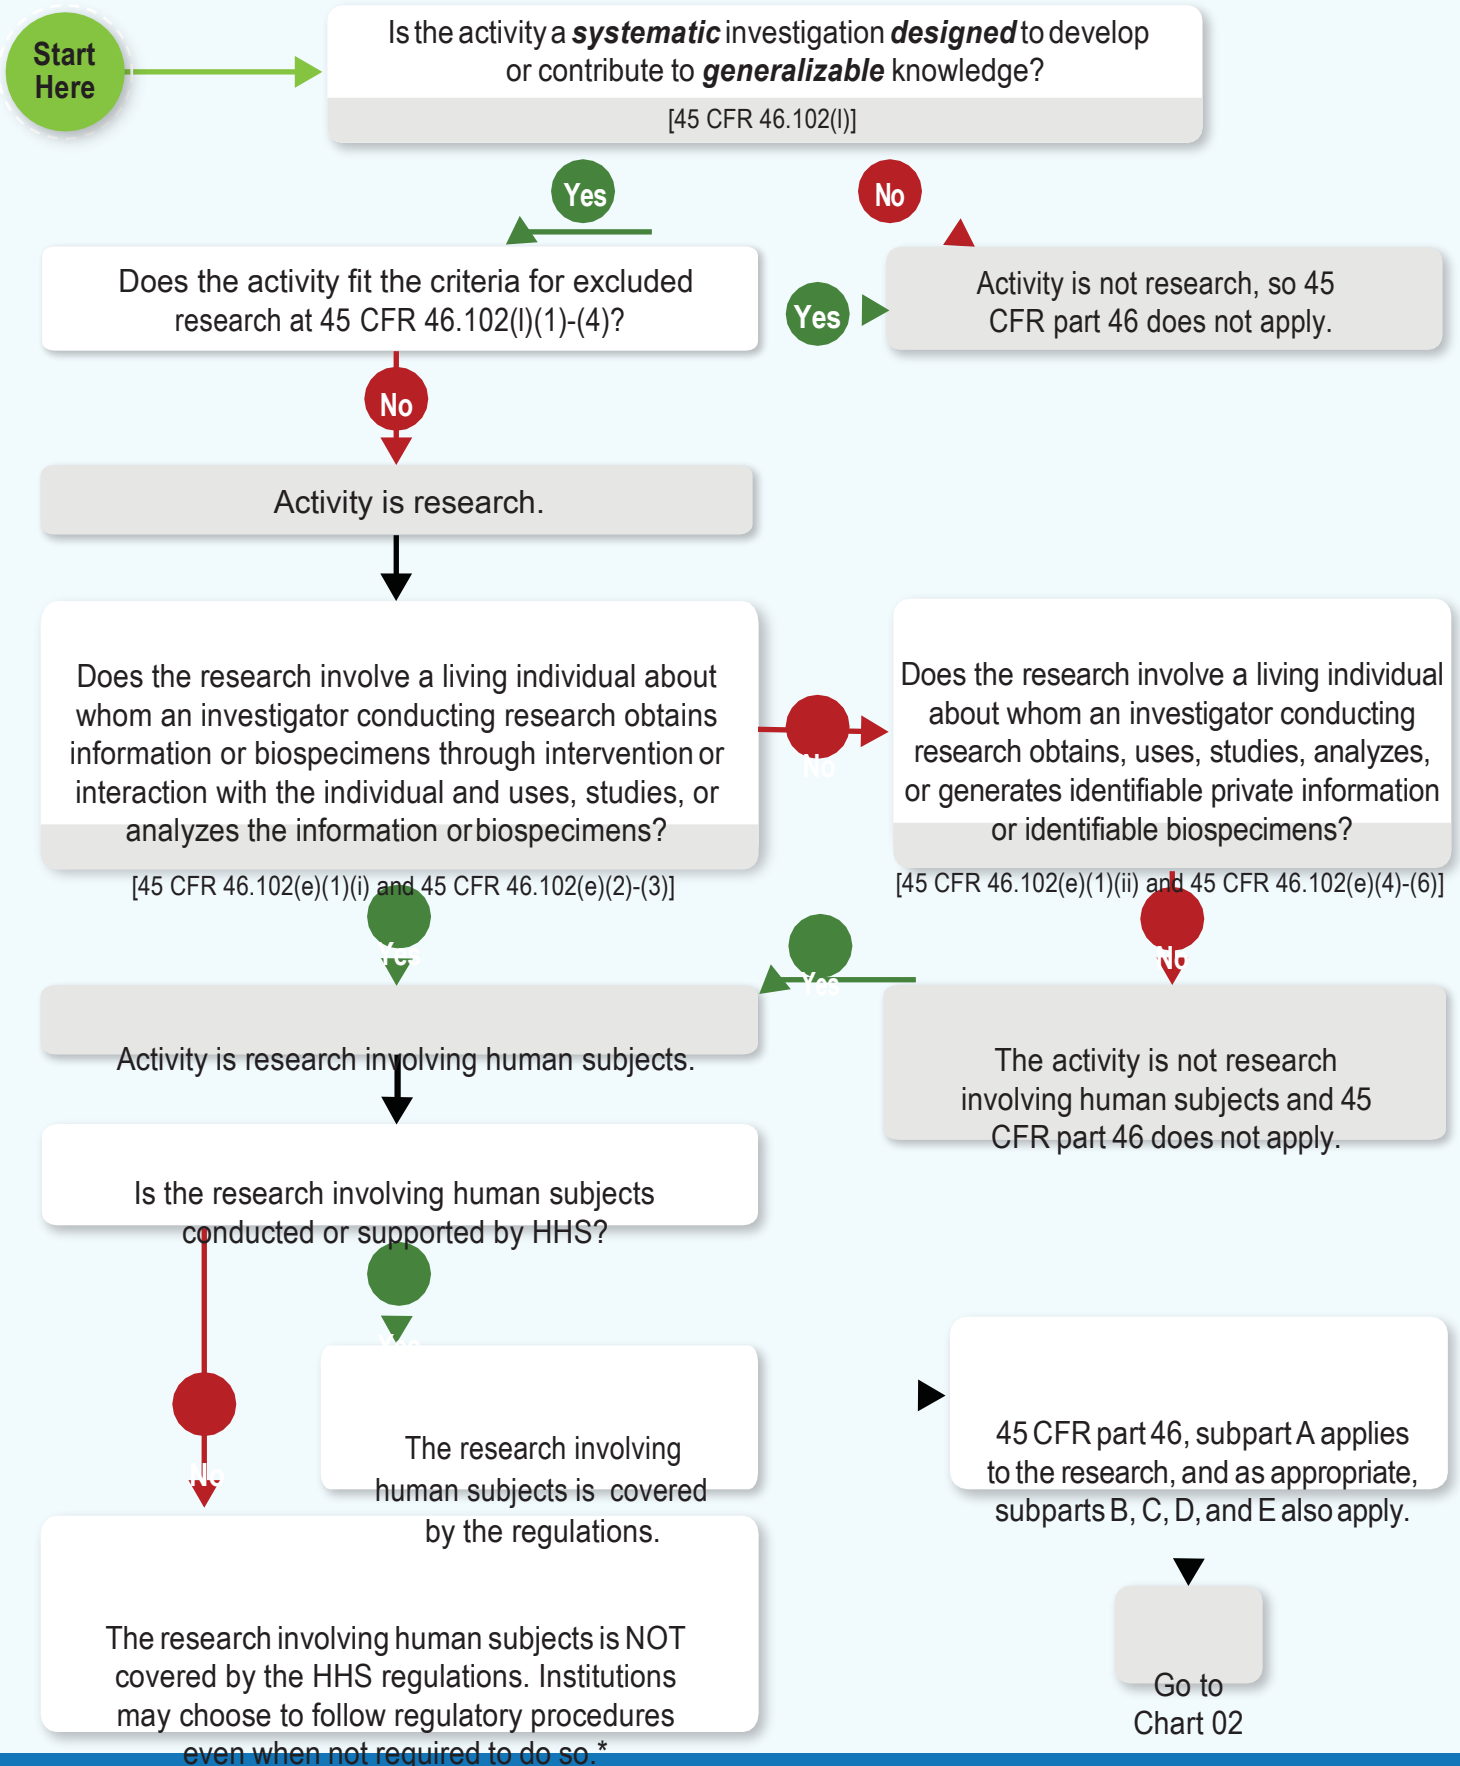 Start
Here
Is the activity a systematic investigation designed to develop
or contribute to generalizable knowledge?
[45 CFR 46.102(l)]
Yes
No
Does the activity fit the criteria for excluded
research at 45 CFR 46.102(l)(1)-(4)?
Yes
Activity is not research, so 45
CFR part 46 does not apply.
No
Activity is research.
Does the research involve a living individual about
whom an investigator conducting research obtains
information or biospecimens through intervention or
interaction with the individual and uses, studies, or
analyzes the information or biospecimens?
[45 CFR 46.102(e)(1)(i) and 45 CFR 46.102(e)(2)-(3)]
No
Does the research involve a living individual
about whom an investigator conducting
research obtains, uses, studies, analyzes,
or generates identifiable private information
or identifiable biospecimens?
[45 CFR 46.102(e)(1)(ii) and 45 CFR 46.102(e)(4)-(6)]
Yes
Yes
No
Activity is research involving human subjects.
The activity is not research
involving human subjects and 45
CFR part 46 does not apply.
Is the research involving human subjects
conducted or supported by HHS?
Yes
No
The research involving
human subjects is covered
by the regulations.
45 CFR part 46, subpart A applies
to the research, and as appropriate,
subparts B, C, D, and E also apply.
The research involving human subjects is NOT
covered by the HHS regulations. Institutions
may choose to follow regulatory procedures
even when not required to do so.*
Go to
Chart 02